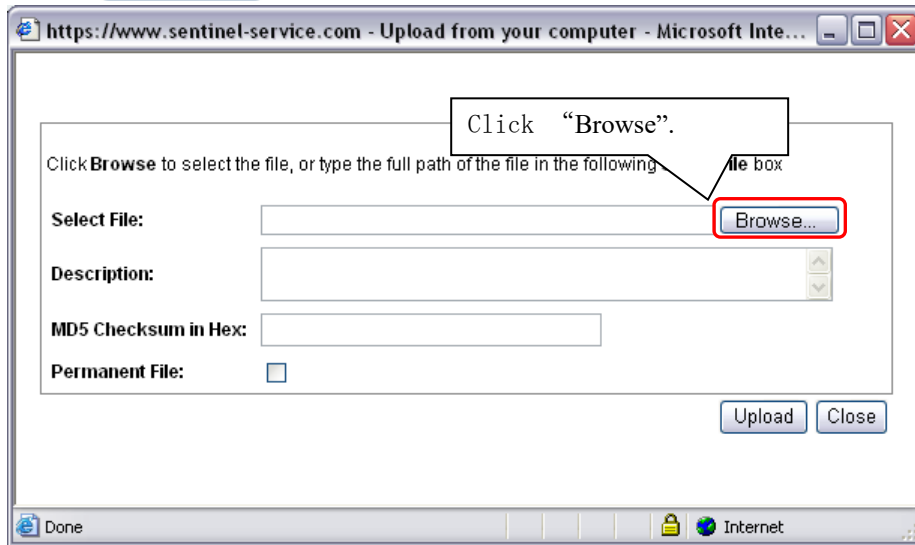 https://www.sentinel-service.com - Upload from your computer - Microsoft Inte...
Click “Browse”.
Click Browse to select the file, or type the full path of the file in the following box
Select File:
Browse...
Description:
MD5 Checksum in Hex:
Permanent File:
Upload
Close
Done
Internet